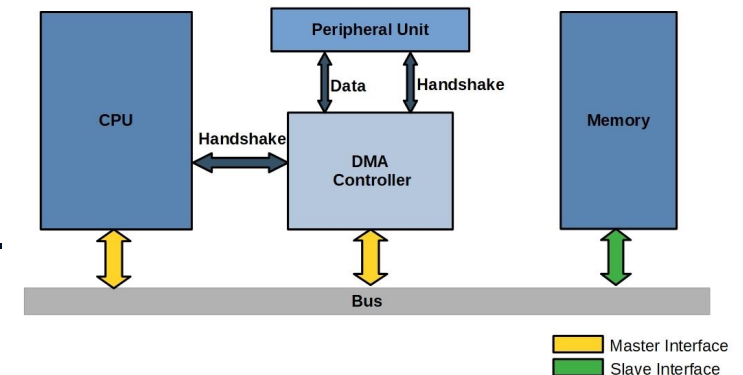 Peripheral Unit
Data
Handshake
CPU
Memory
Handshake
DMA
Controller
Bus
Master Interface
Slave Interface